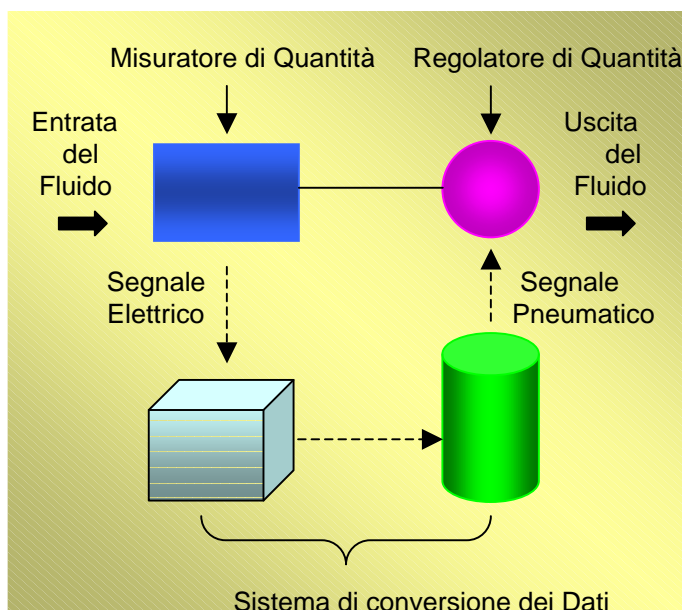 Misuratore di Quantità
Regolatore di Quantità
Entrata
del
Fluido
Uscita
del
Fluido
Segnale
Elettrico
Segnale
Pneumatico
Sistema di conversione dei Dati